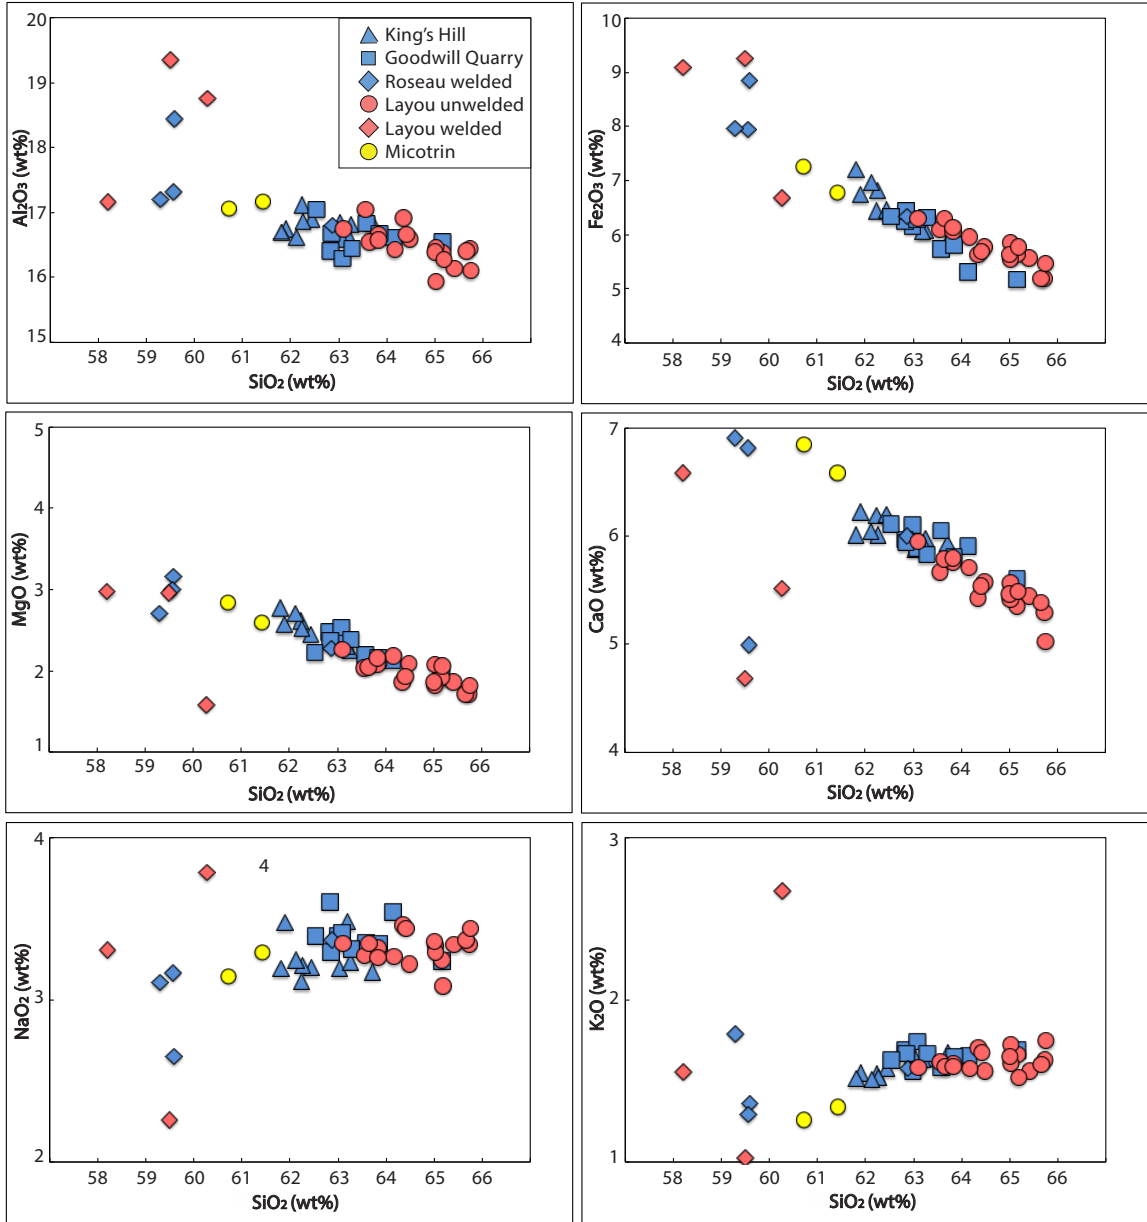 20
19
18
17
16
15
Al2O3 (wt%)
58 59 60 61 62 63 64 65 66
SiO2 (wt%)
King's Hill
Goodwill Quarry
Roseau welded
Layou unwelded
Layou welded
Micotrin
10
9
8
7
6
5
4
Fe2O3 (wt%)
58 59 60 61 62 63 64 65 66
SiO2 (wt%)
5
4
3
2
1
MgO (wt%)
58 59 60 61 62 63 64 65 66
SiO2 (wt%)
7
6
5
4
CaO (wt%)
58 59 60 61 62 63 64 65 66
SiO2 (wt%)
4
3
2
NaO2 (wt%)
4
58 59 60 61 62 63 64 65 66
SiO2 (wt%)
3
2
1
K2O (wt%)
58 59 60 61 62 63 64 65 66
SiO2 (wt%)